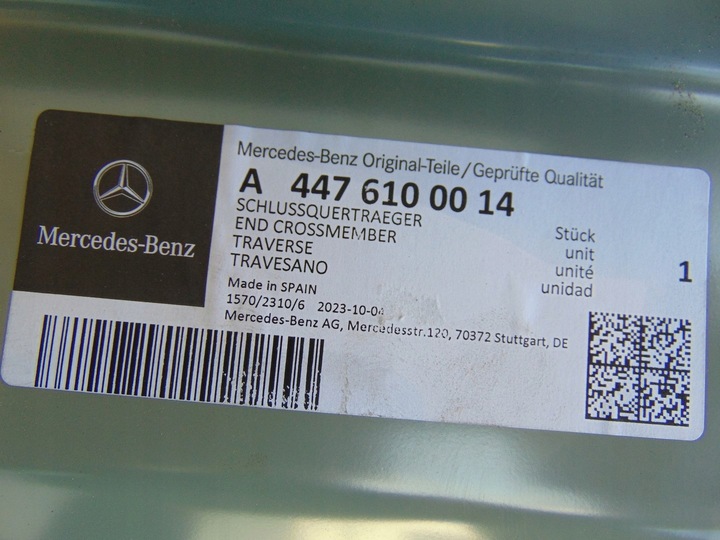 Mercedes-Benz
Mercedes-Benz Original-Teile/Geprüfte Qualität
A 447 610 00 14
SCHLUSSQUERTRAEGER
END CROSSMEMBER
TRAVERSE
TRAVESANO
Stück
unit
unité
unidad
1
Made in SPAIN
1570/2310/6 2023-10-04
Mercedes-Benz AG, Mercedesstr.120, 70372 Stuttgart, DE